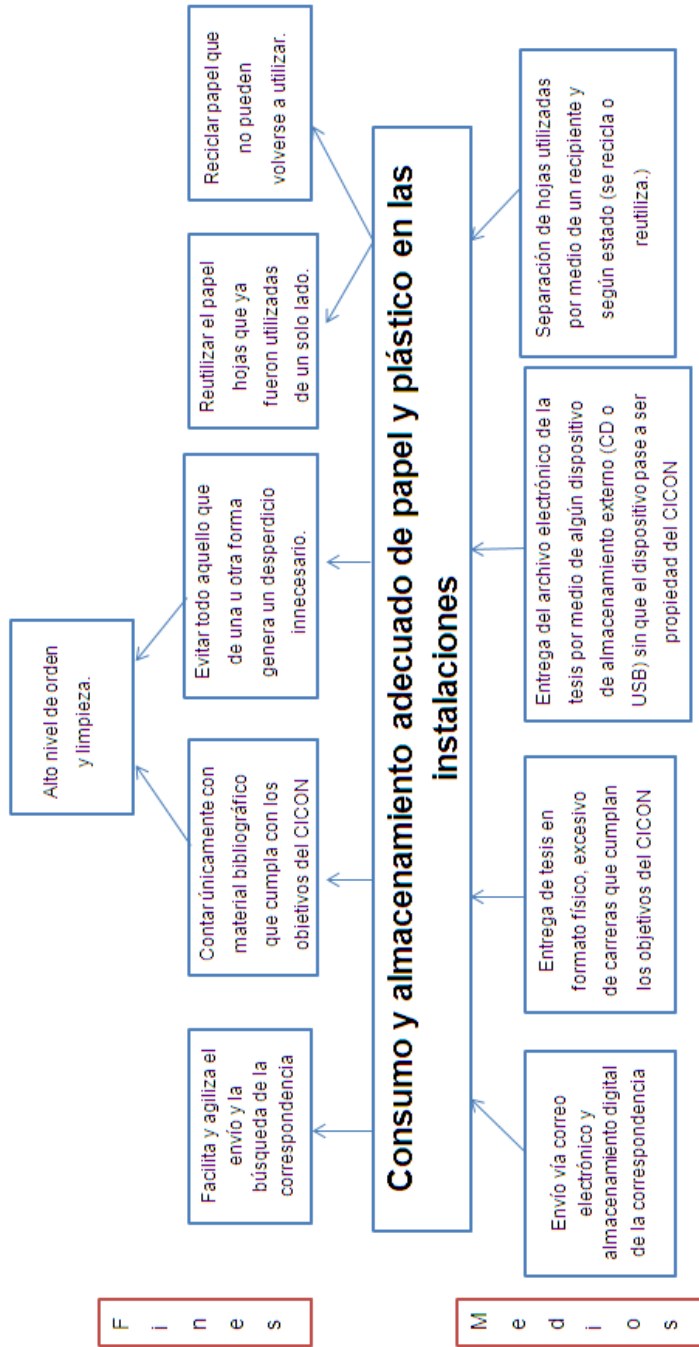 F
i
n
e
s
Alto nivel de orden
y limpieza.
Facilita y agiliza el
envío y la
búsqueda de la
correspondencia
Contar únicamente con
material bibliográfico
que cumpla con los
objetivos del CICON
Evitar todo aquello que
de una u otra forma
genera un desperdicio
innecesario.
Reutilizar el papel
hojas que ya
fueron utilizadas
de un solo lado.
Reciclar papel que
no pueden
volverse a utilizar.
Consumo y almacenamiento adecuado de papel y plástico en las
instalaciones
M
e
d
i
o
s
Envío vía correo
electrónico y
almacenamiento digital
de la correspondencia
Entrega de tesis en
formato físico, excesivo
de carreras que cumplan
los objetivos del CICON
Entrega del archivo electrónico de la
tesis por medio de algún dispositivo
de almacenamiento externo (CD o
USB) sin que el dispositivo pase a ser
propiedad del CICON
Separación de hojas utilizadas
por medio de un recipiente y
según estado (se recicla o
reutiliza.)